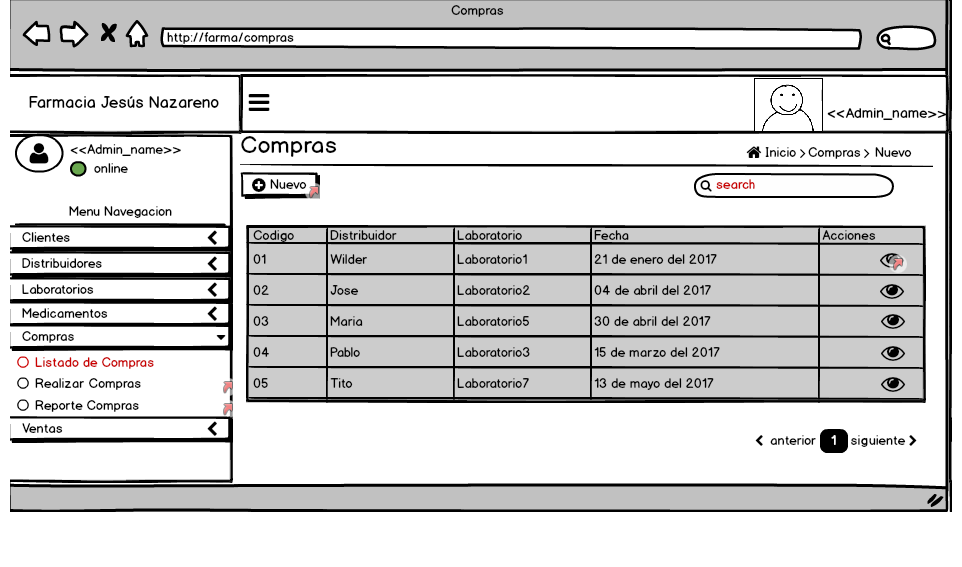 Compras
http://farma/compras
Farmacia Jesús Nazareno
<<Admin_name>>
<<Admin_name>>
online
Menu Navegacion
Clientes
Distribuidores
Laboratorios
Medicamentos
Compras
Listado de Compras
Realizar Compras
Reporte Compras
Ventas
Compras
Inicio > Compras > Nuevo
Nuevo
search
Codigo Distribuidor Laboratorio Fecha Acciones
01 Wilder Laboratorio1 21 de enero del 2017
02 Jose Laboratorio2 04 de abril del 2017
03 Maria Laboratorio5 30 de abril del 2017
04 Pablo Laboratorio3 15 de marzo del 2017
05 Tito Laboratorio7 13 de mayo del 2017
anterior 1 siguiente